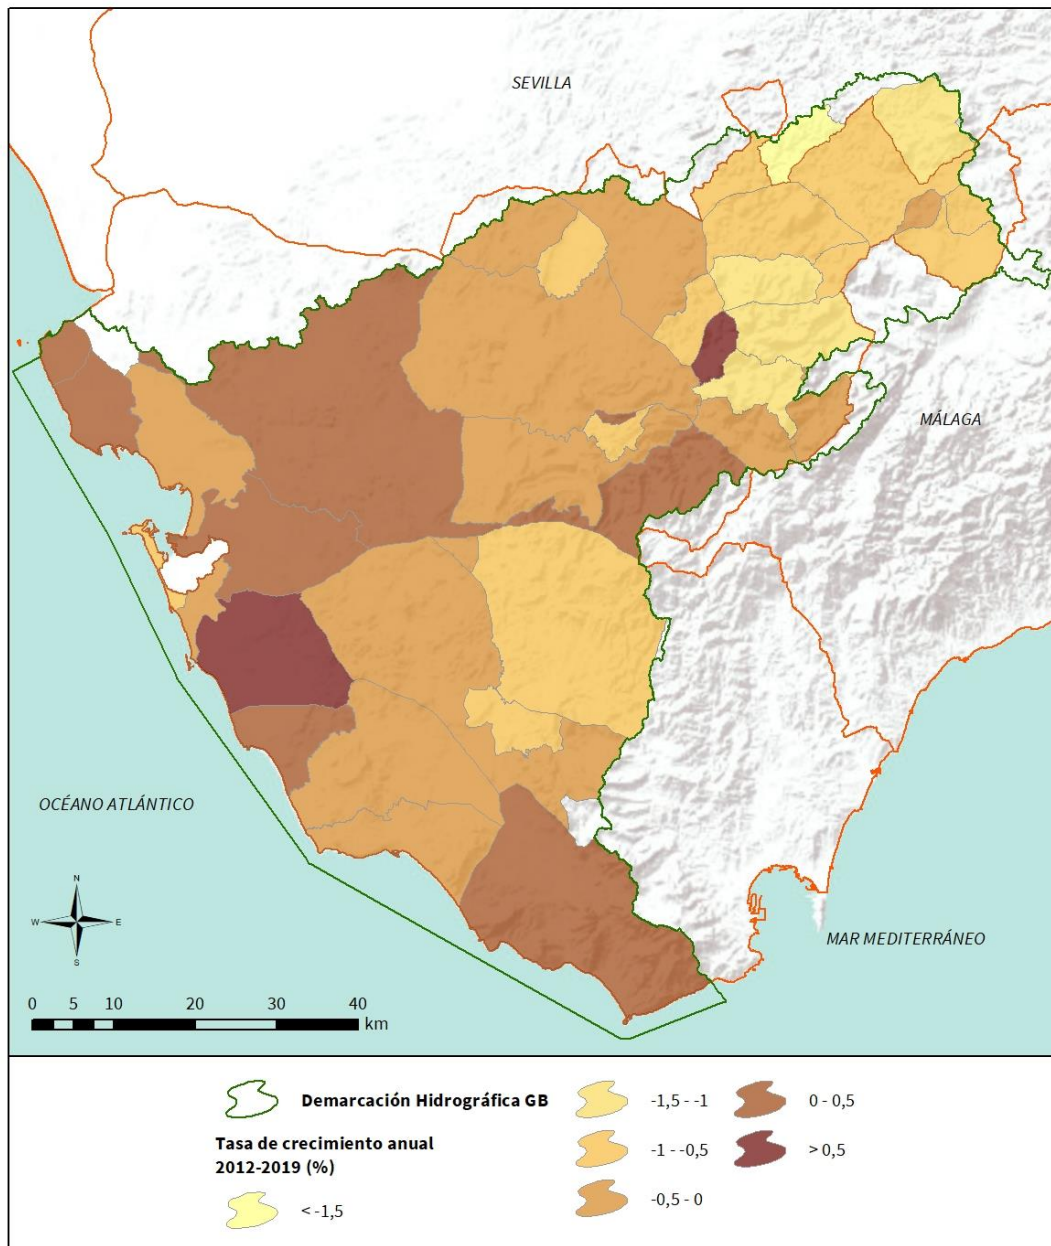 SEVILLA
MÁLAGA
OCÉANO ATLÁNTICO
N
W E
S
MAR MEDITERRÁNEO
0 5 10 20 30 40
km
Demarcación Hidrográfica GB
Tasa de crecimiento anual
2012-2019 (%)
< -1,5
-1,5 - -1
-1 - -0,5
-0,5 - 0
0 - 0,5
> 0,5